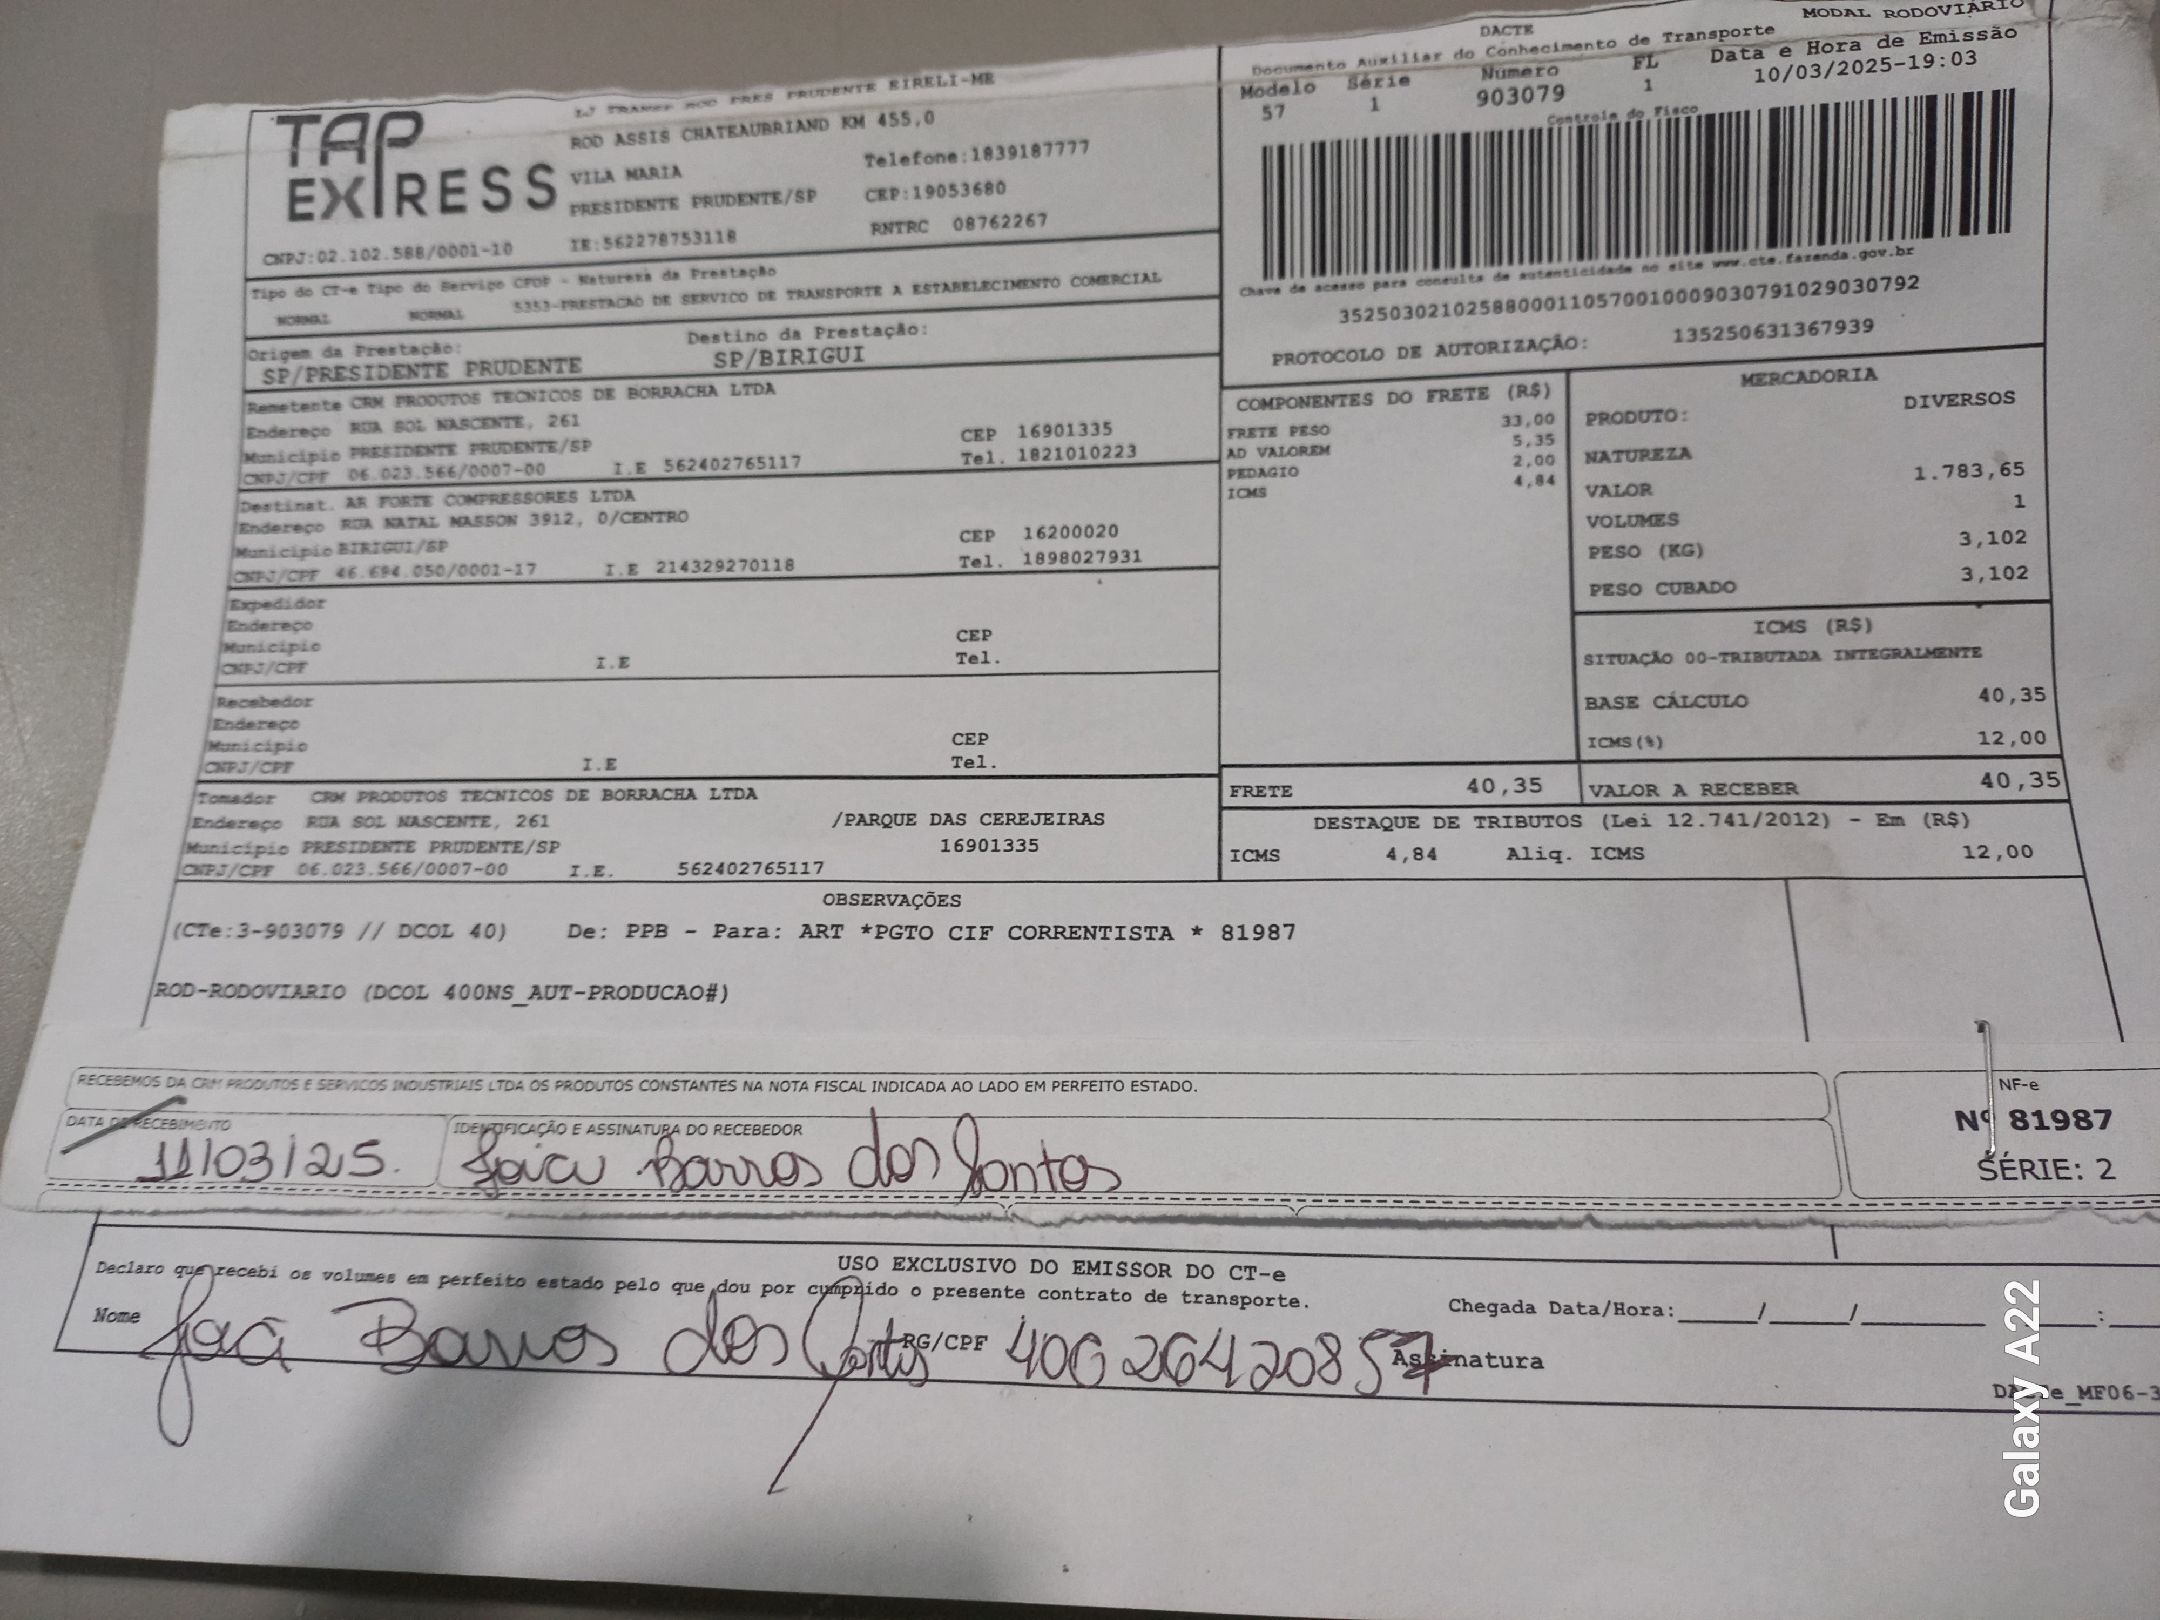 MODAL RODOVIÁRIO
DACTE
Documento Auxiliar do Conhecimento de Transporte
Modelo Série Número FL Data e Hora de Emissão
57 1 903079 1 10/03/2025-19:03
Controle do Fisco
TAP EXPRESS
TRANSP ROD PRES PRUDENTE EIRELI-ME
ROD ASSIS CHATEAUBRIAND KM 455,0
VILA MARIA Telefone:1839187777
PRESIDENTE PRUDENTE/SP CEP:19053680
CNPJ:02.102.588/0001-10 IE:562278753118 RNTRC 08762267
Chave de acesso para consulta de autenticidade no site www.cte.fazenda.gov.br
35250302102588000110570010009030791029030792
PROTOCOLO DE AUTORIZAÇÃO: 135250631367939
Tipo do CT-e Tipo do Serviço CFOP - Natureza da Prestação
NORMAL NORMAL 5353-PRESTACAO DE SERVICO DE TRANSPORTE A ESTABELECIMENTO COMERCIAL
Origem da Prestação: Destino da Prestação:
SP/PRESIDENTE PRUDENTE SP/BIRIGUI
Remetente CRM PRODUTOS TECNICOS DE BORRACHA LTDA
Endereço RUA SOL NASCENTE, 261 CEP 16901335
Município PRESIDENTE PRUDENTE/SP Tel. 1821010223
CNPJ/CPF 06.023.566/0007-00 I.E 562402765117
Destinat. AR FORTE COMPRESSORES LTDA
Endereço RUA NATAL MASSON 3912, 0/CENTRO CEP 16200020
Município BIRIGUI/SP Tel. 1898027931
CNPJ/CPF 46.694.050/0001-17 I.E 214329270118
Expedidor
Endereço CEP
Município Tel.
CNPJ/CPF I.E
Recebedor
Endereço CEP
Município Tel.
CNPJ/CPF I.E
Tomador CRM PRODUTOS TECNICOS DE BORRACHA LTDA
Endereço RUA SOL NASCENTE, 261 /PARQUE DAS CEREJEIRAS
Município PRESIDENTE PRUDENTE/SP 16901335
CNPJ/CPF 06.023.566/0007-00 I.E. 562402765117
COMPONENTES DO FRETE (R$)
FRETE PESO 33,00
AD VALOREM 5,35
PEDAGIO 2,00
ICMS 4,84
MERCADORIA
PRODUTO: DIVERSOS
NATUREZA
VALOR 1.783,65
VOLUMES 1
PESO (KG) 3,102
PESO CUBADO 3,102
ICMS (R$)
SITUAÇÃO 00-TRIBUTADA INTEGRALMENTE
BASE CÁLCULO 40,35
ICMS(%) 12,00
FRETE 40,35 VALOR A RECEBER 40,35
DESTAQUE DE TRIBUTOS (Lei 12.741/2012) - Em (R$)
ICMS 4,84 Aliq. ICMS 12,00
OBSERVAÇÕES
(CTe:3-903079 // DCOL 40) De: PPB - Para: ART *PGTO CIF CORRENTISTA * 81987
ROD-RODOVIARIO (DCOL 400NS_AUT-PRODUCAO#)
RECEBEMOS DA CRM PRODUTOS E SERVICOS INDUSTRIAIS LTDA OS PRODUTOS CONSTANTES NA NOTA FISCAL INDICADA AO LADO EM PERFEITO ESTADO.
DATA DE RECEBIMENTO IDENTIFICAÇÃO E ASSINATURA DO RECEBEDOR
11/03/25. Barros dos Santos
NF-e
Nº 81987
SÉRIE: 2
USO EXCLUSIVO DO EMISSOR DO CT-e
Declaro que recebi os volumes em perfeito estado pelo que dou por cumprido o presente contrato de transporte.
Nome Barros dos Santos RG/CPF 40626420857 Assinatura
Chegada Data/Hora:____/____/______ __:__
DACTe_MF06-3
Galaxy A22